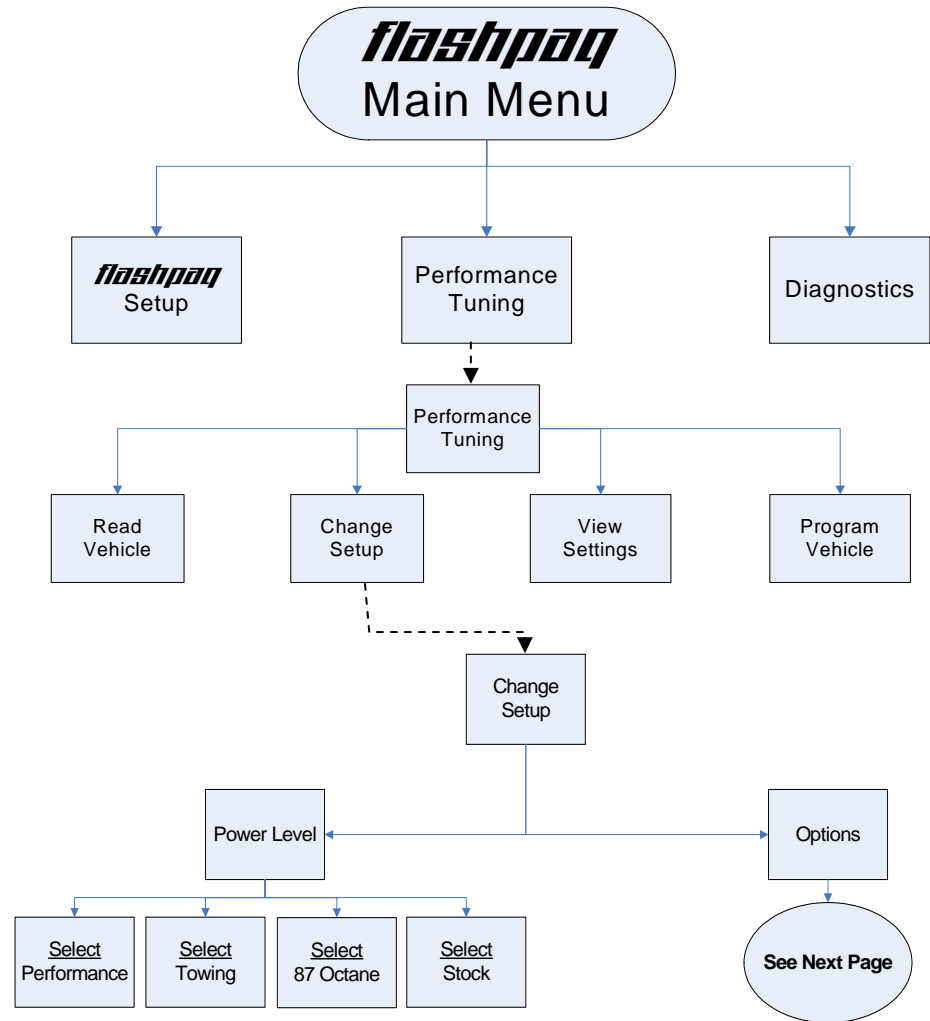 flashpaq
Main Menu
flashpaq
Setup
Performance
Tuning
Diagnostics
Performance
Tuning
Read
Vehicle
Change
Setup
View
Settings
Program
Vehicle
Change
Setup
Power Level
Options
Select
Performance
Select
Towing
Select
87 Octane
Select
Stock
See Next Page